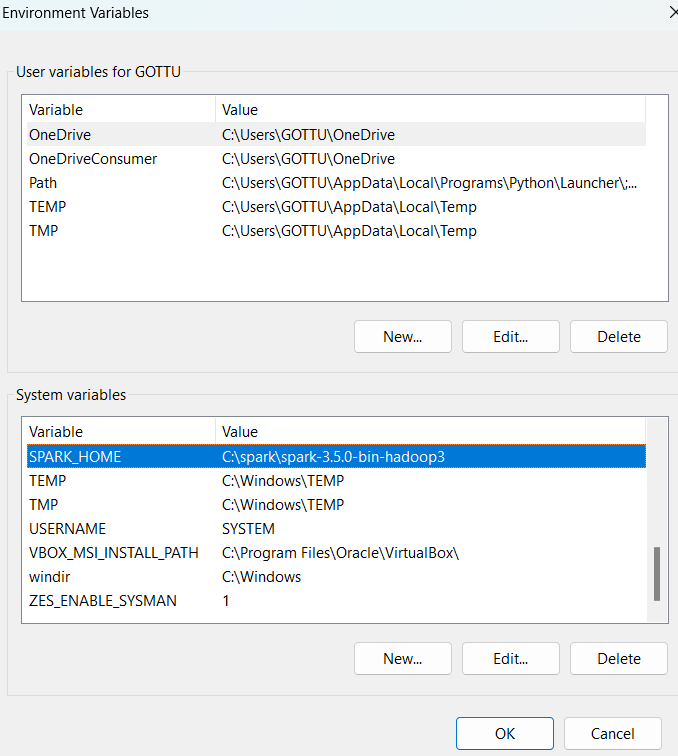 Environment Variables
User variables for GOTTU
Variable Value
OneDrive C:\Users\GOTTU\OneDrive
OneDriveConsumer C:\Users\GOTTU\OneDrive
Path C:\Users\GOTTU\AppData\Local\Programs\Python\Launcher\;...
TEMP C:\Users\GOTTU\AppData\Local\Temp
TMP C:\Users\GOTTU\AppData\Local\Temp
New... Edit... Delete
System variables
Variable Value
SPARK_HOME C:\spark\spark-3.5.0-bin-hadoop3
TEMP C:\Windows\TEMP
TMP C:\Windows\TEMP
USERNAME SYSTEM
VBOX_MSI_INSTALL_PATH C:\Program Files\Oracle\VirtualBox\
windir C:\Windows
ZES_ENABLE_SYSMAN 1
New... Edit... Delete
OK Cancel